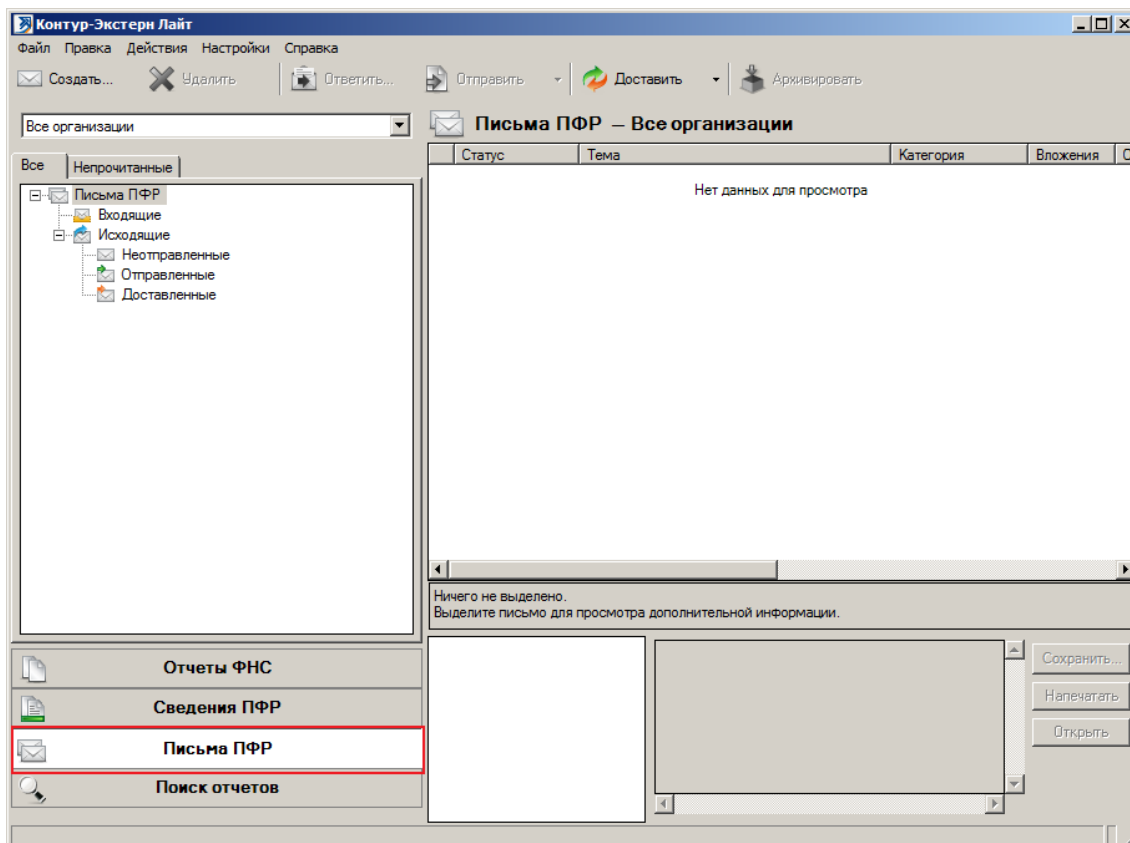 Контур-Экстерн Лайт
Файл Правка Действия Настройки Справка
Создать... Удалить Ответить... Отправить Доставить Архивировать
Все организации
Письма ПФР – Все организации
Все Непрочитанные
Статус Тема Категория Вложения С
Письма ПФР
Входящие
Исходящие
Неотправленные
Отправленные
Доставленные
Нет данных для просмотра
Ничего не выделено.
Выделите письмо для просмотра дополнительной информации.
Отчеты ФНС
Сведения ПФР
Письма ПФР
Поиск отчетов
Сохранить...
Напечатать
Открыть